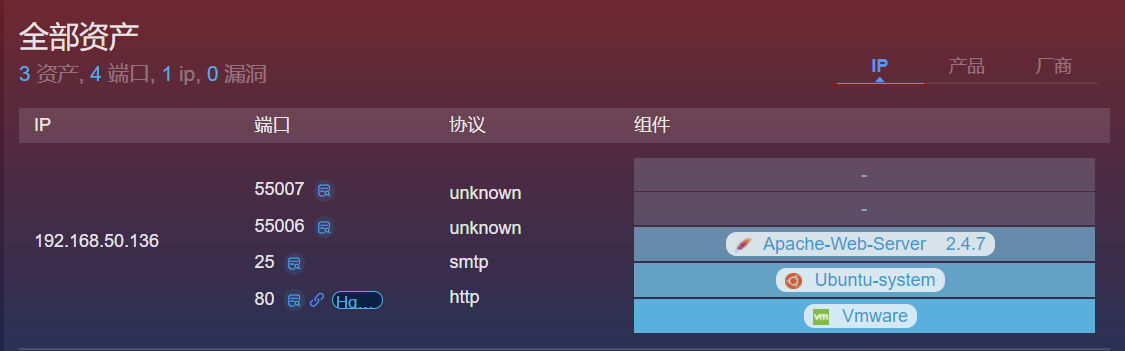 全部资产
3 资产, 4 端口, 1 ip, 0 漏洞
IP 产品 厂商
IP 端口 协议 组件
192.168.50.136
55007 unknown -
55006 unknown -
25 smtp
80 Ho... http
Apache-Web-Server 2.4.7
Ubuntu-system
vm Vmware